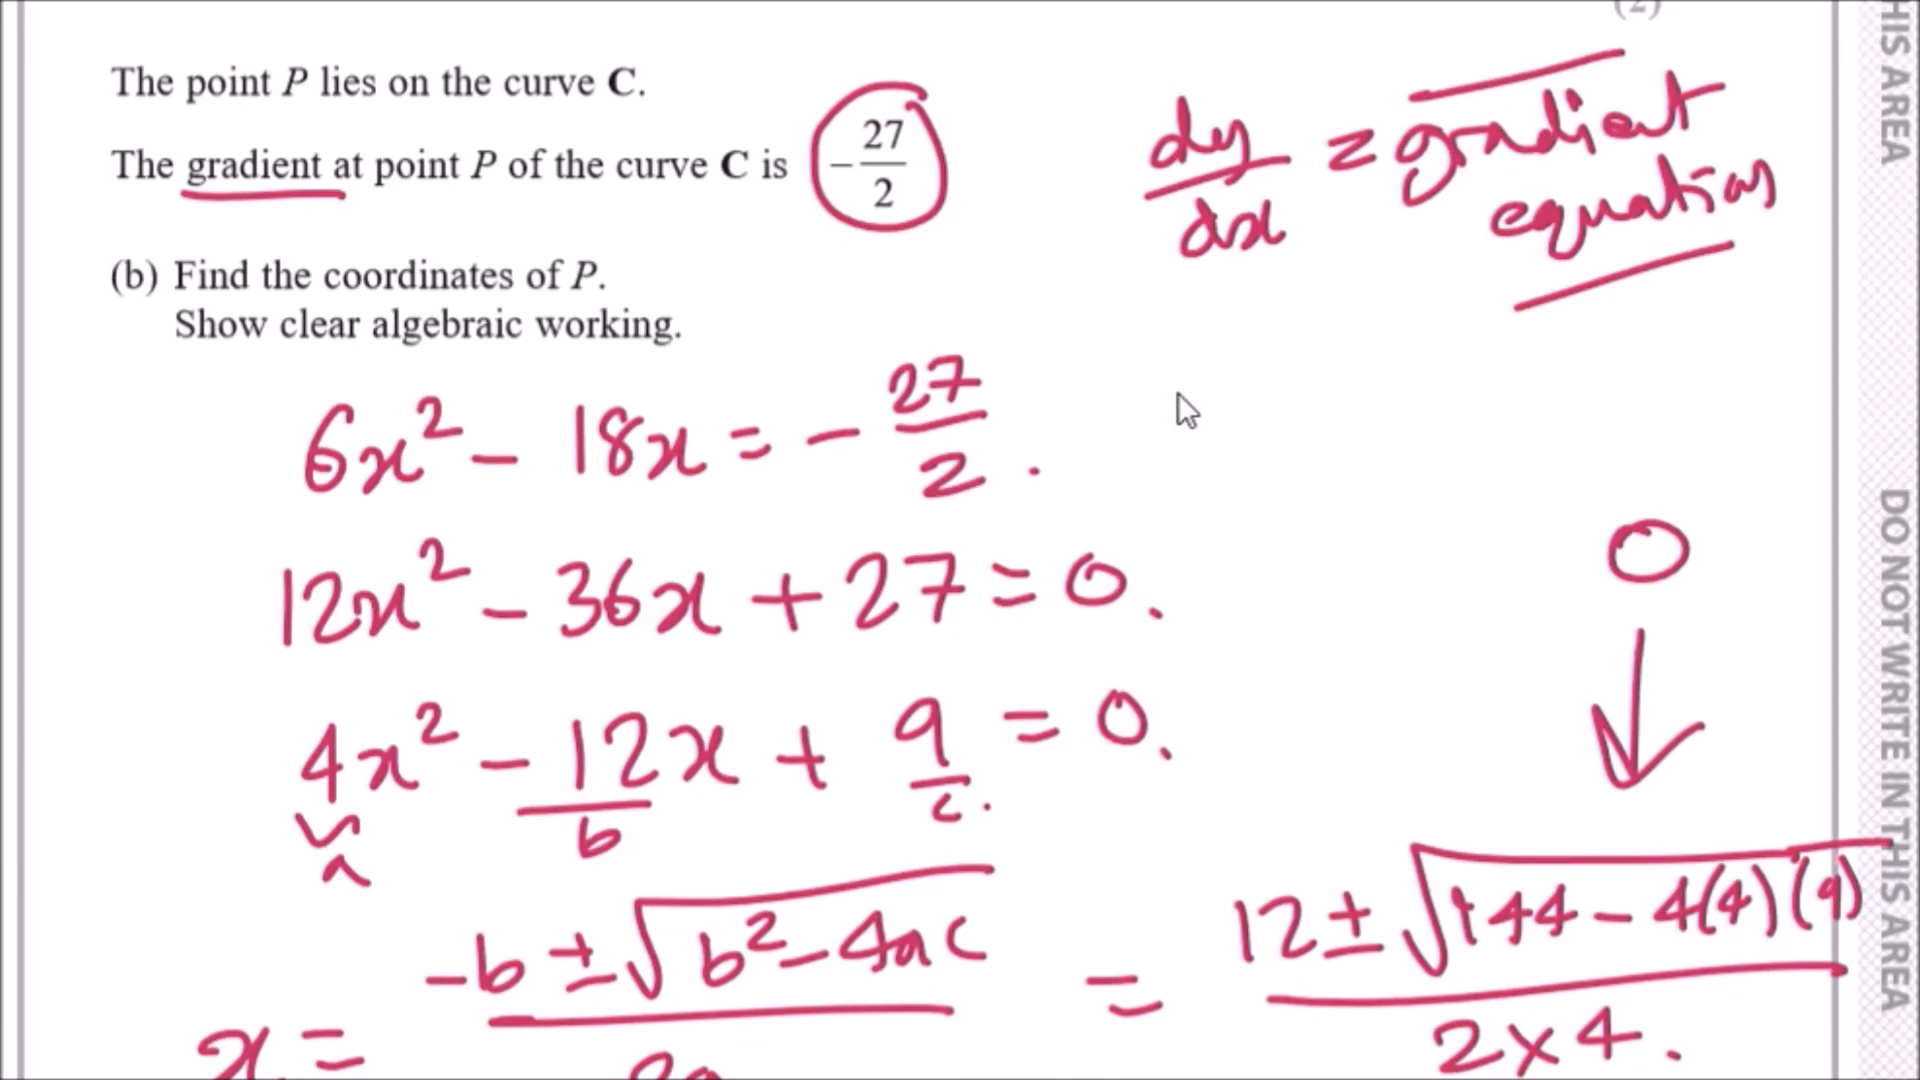 (2)
The point P lies on the curve C.
The gradient at point P of the curve C is -27/2
dy/dx = gradient equation
(b) Find the coordinates of P.
Show clear algebraic working.
6x² - 18x = -27/2.
12x² - 36x + 27 = 0.
0
4x² - 12x + 9 = 0.
a b c.
x = -b ± √b² - 4ac / 2a = 12 ± √144 - 4(4)(9) / 2 × 4.
HIS AREA
DO NOT WRITE IN THIS AREA